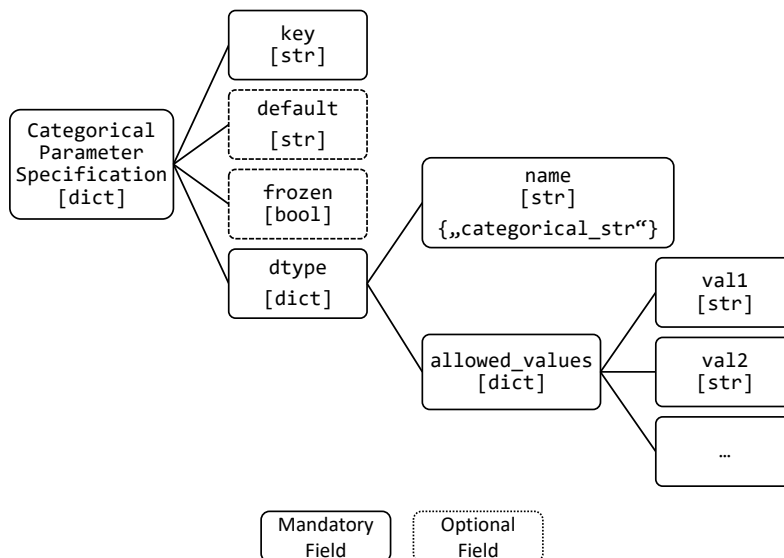 key
[str]
default
[str]
Categorical
Parameter
Specification
[dict]
frozen
[bool]
dtype
[dict]
name
[str]
{„categorical_str“}
allowed_values
[dict]
val1
[str]
val2
[str]
…
Mandatory
Field
Optional
Field